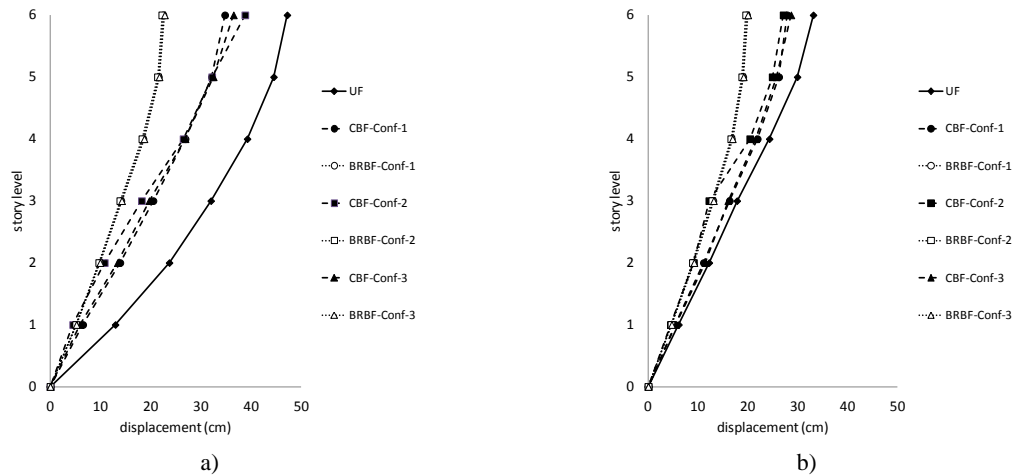 6
5
4
3
2
1
0
story level
0 10 20 30 40 50
displacement (cm)
UF
CBF-Conf-1
BRBF-Conf-1
CBF-Conf-2
BRBF-Conf-2
CBF-Conf-3
BRBF-Conf-3
a)
6
5
4
3
2
1
0
story level
0 10 20 30 40 50
displacement (cm)
UF
CBF-Conf-1
BRBF-Conf-1
CBF-Conf-2
BRBF-Conf-2
CBF-Conf-3
BRBF-Conf-3
b)